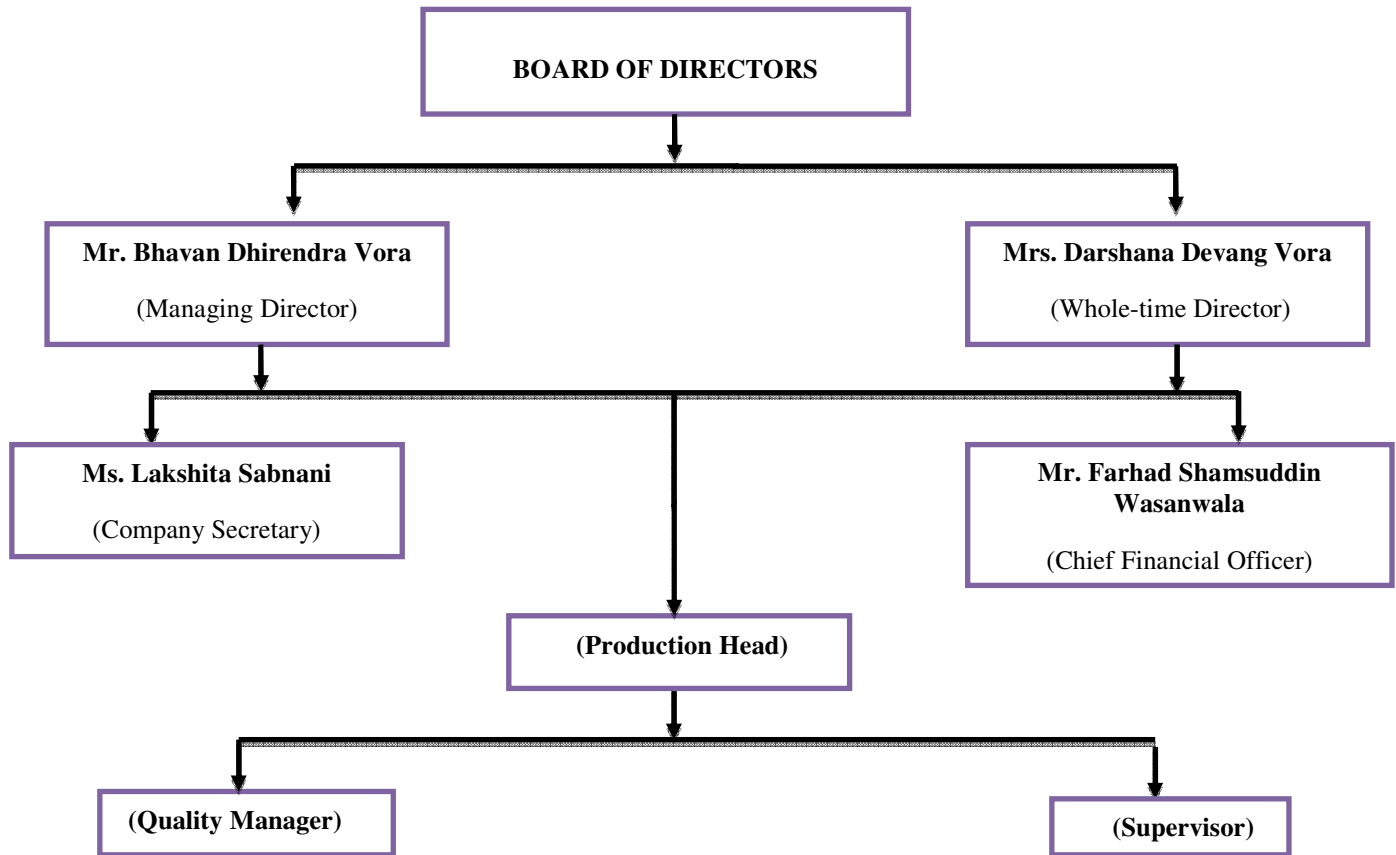 BOARD OF DIRECTORS
Mr. Bhavan Dhirendra Vora
(Managing Director)
Mrs. Darshana Devang Vora
(Whole-time Director)
Ms. Lakshita Sabnani
(Company Secretary)
Mr. Farhad Shamsuddin
Wasanwala
(Chief Financial Officer)
(Production Head)
(Quality Manager)
(Supervisor)